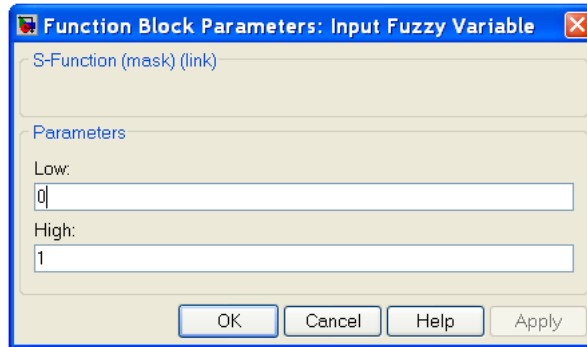 Function Block Parameters: Input Fuzzy Variable
S-Function (mask) (link)
Parameters
Low:
0
High:
1
OK Cancel Help Apply